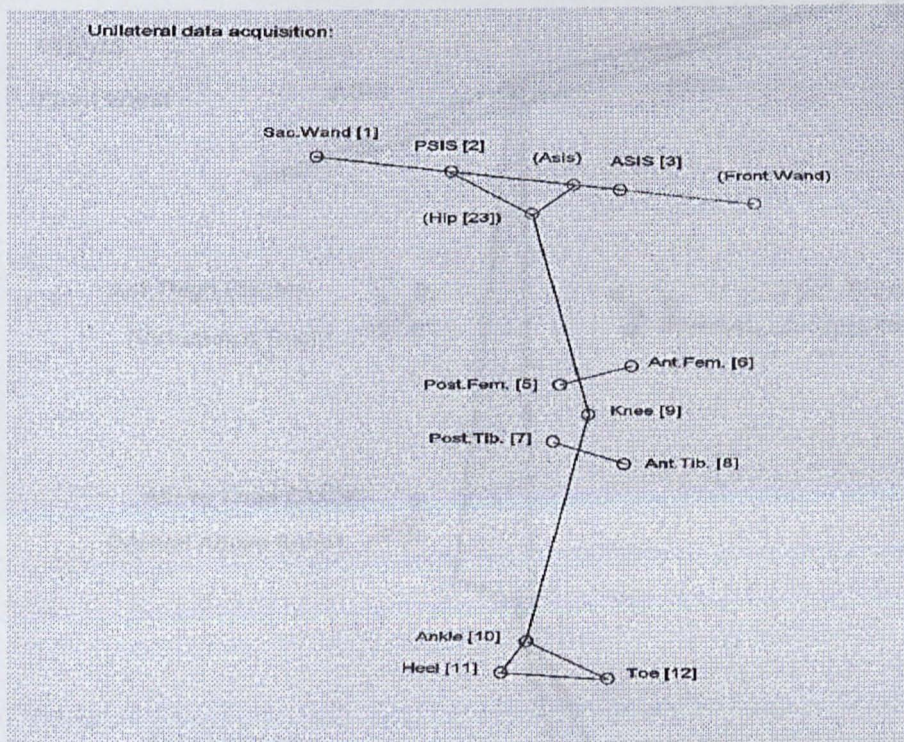 Unilateral data acquisition:
Sac.Wand [1]
PSIS [2]
(Asis)
ASIS [3]
(Front Wand)
(Hip [23])
Ant.Fem. [6]
Post.Fem. [5]
Knee [9]
Post.Tib. [7]
Ant.Tib. [8]
Ankle [10]
Heel [11]
Toe [12]